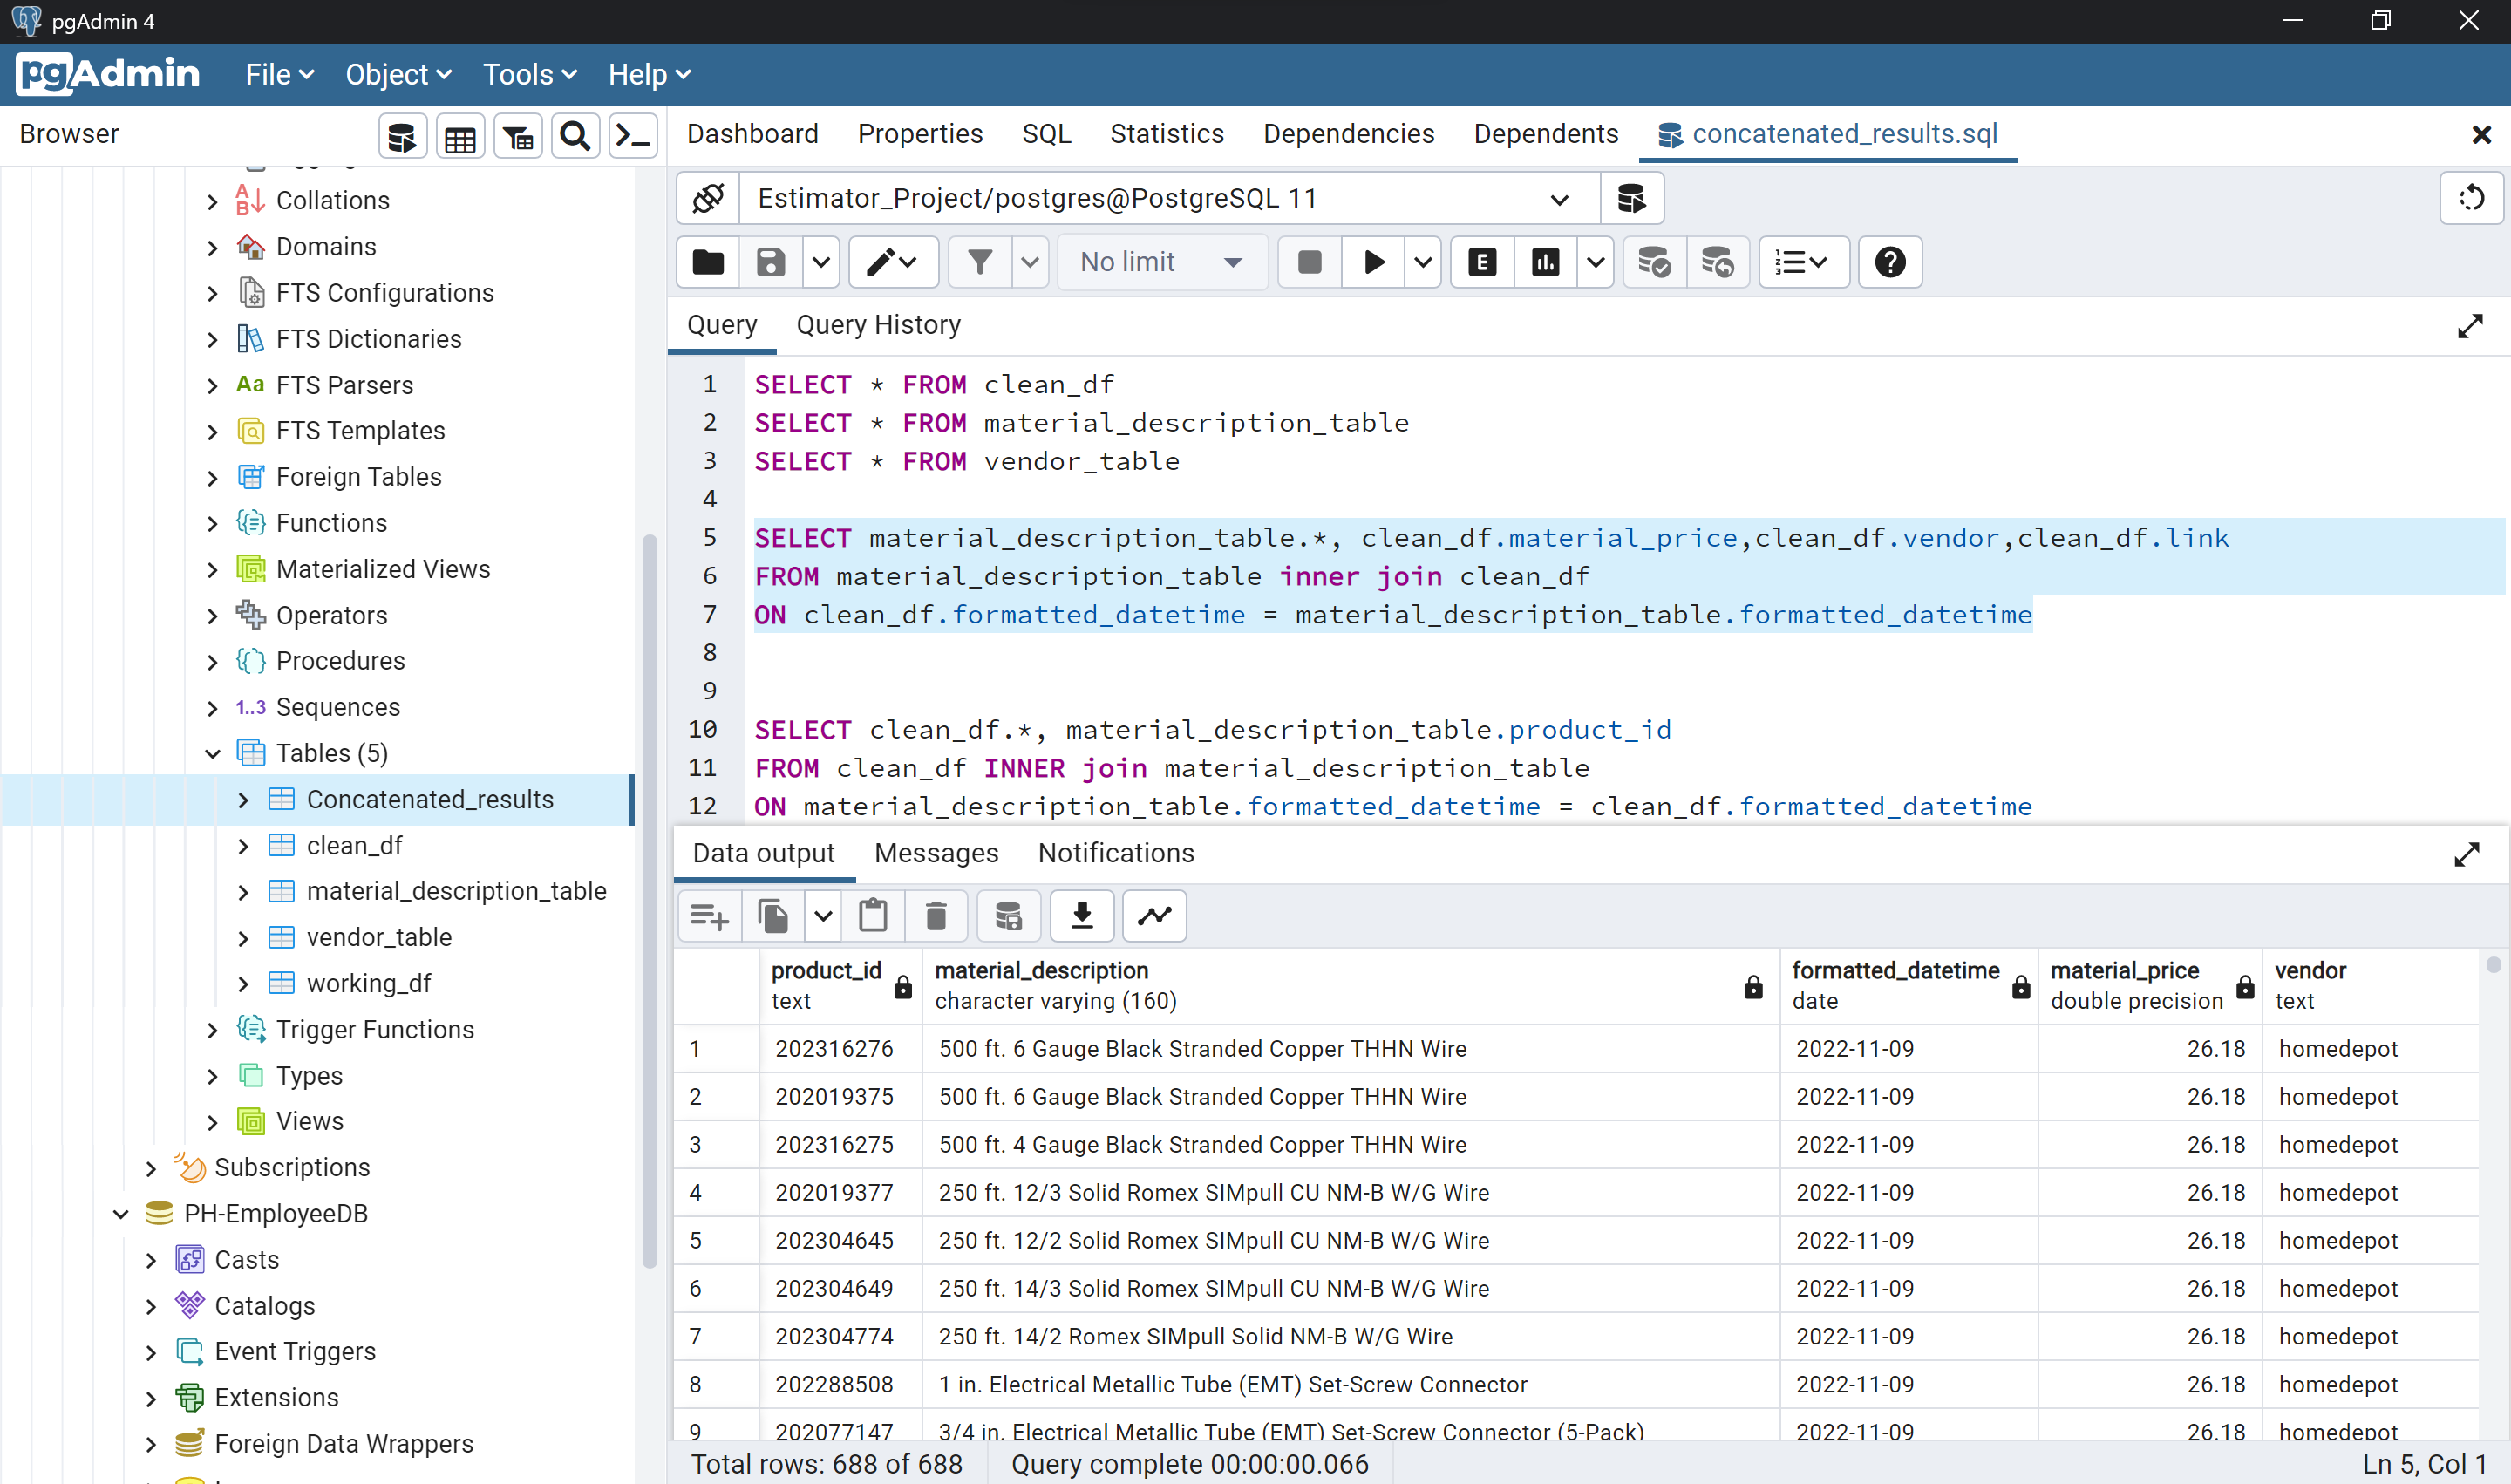 pgAdmin 4
pgAdmin File Object Tools Help
Browser
Dashboard Properties SQL Statistics Dependencies Dependents concatenated_results.sql
Estimator_Project/postgres@PostgreSQL 11
No limit
E
Query Query History
Collations
Domains
FTS Configurations
FTS Dictionaries
Aa FTS Parsers
FTS Templates
Foreign Tables
Functions
Materialized Views
Operators
Procedures
1..3 Sequences
Tables (5)
Concatenated_results
clean_df
material_description_table
vendor_table
working_df
Trigger Functions
Types
Views
Subscriptions
PH-EmployeeDB
Casts
Catalogs
Event Triggers
Extensions
Foreign Data Wrappers
1 SELECT * FROM clean_df
2 SELECT * FROM material_description_table
3 SELECT * FROM vendor_table
4
5 SELECT material_description_table.*, clean_df.material_price,clean_df.vendor,clean_df.link
6 FROM material_description_table inner join clean_df
7 ON clean_df.formatted_datetime = material_description_table.formatted_datetime
8
9
10 SELECT clean_df.*, material_description_table.product_id
11 FROM clean_df INNER join material_description_table
12 ON material_description_table.formatted_datetime = clean_df.formatted_datetime
Data output Messages Notifications
product_id material_description formatted_datetime material_price vendor
text character varying (160) date double precision text
1 202316276 500 ft. 6 Gauge Black Stranded Copper THHN Wire 2022-11-09 26.18 homedepot
2 202019375 500 ft. 6 Gauge Black Stranded Copper THHN Wire 2022-11-09 26.18 homedepot
3 202316275 500 ft. 4 Gauge Black Stranded Copper THHN Wire 2022-11-09 26.18 homedepot
4 202019377 250 ft. 12/3 Solid Romex SIMpull CU NM-B W/G Wire 2022-11-09 26.18 homedepot
5 202304645 250 ft. 12/2 Solid Romex SIMpull CU NM-B W/G Wire 2022-11-09 26.18 homedepot
6 202304649 250 ft. 14/3 Solid Romex SIMpull CU NM-B W/G Wire 2022-11-09 26.18 homedepot
7 202304774 250 ft. 14/2 Romex SIMpull Solid NM-B W/G Wire 2022-11-09 26.18 homedepot
8 202288508 1 in. Electrical Metallic Tube (EMT) Set-Screw Connector 2022-11-09 26.18 homedepot
9 202077147 3/4 in. Electrical Metallic Tube (EMT) Set-Screw Connector (5-Pack) 2022-11-09 26.18 homedepot
Total rows: 688 of 688 Query complete 00:00:00.066 Ln 5, Col 1